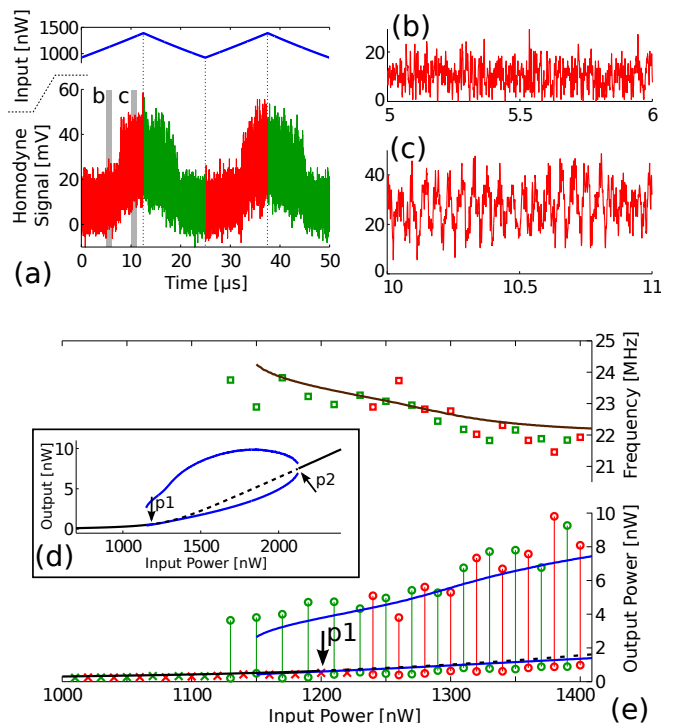 1500
1000
Input [nW]
60
40
20
0
Homodyne
Signal [mV]
b c
0 10 20 30 40 50
Time [μs]
(a)
(b)
20
0
5 5.5 6
(c)
40
20
0
10 10.5 11
25
24
23
22
21
Frequency [MHz]
10
5
0
Output [nW]
p1
p2
1000 1500 2000
Input Power [nW]
(d)
10
8
6
4
2
0
Output Power [nW]
p1
1000 1100 1200 1300 1400
Input Power [nW]
(e)